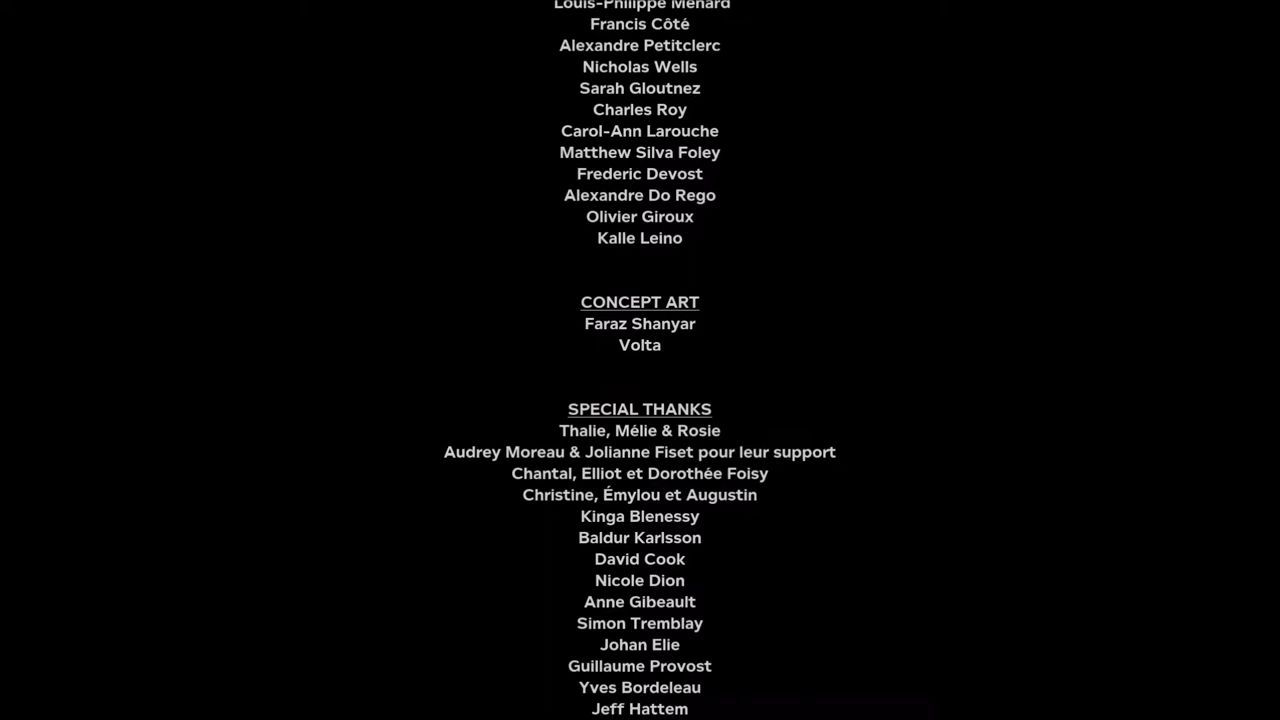 Louis-Philippe Ménard
Francis Côté
Alexandre Petitclerc
Nicholas Wells
Sarah Gloutnez
Charles Roy
Carol-Ann Larouche
Matthew Silva Foley
Frederic Devost
Alexandre Do Rego
Olivier Giroux
Kalle Leino
CONCEPT ART
Faraz Shanyar
Volta
SPECIAL THANKS
Thalie, Mélie & Rosie
Audrey Moreau & Jolianne Fiset pour leur support
Chantal, Elliot et Dorothée Foisy
Christine, Émylou et Augustin
Kinga Blenessy
Baldur Karlsson
David Cook
Nicole Dion
Anne Gibeault
Simon Tremblay
Johan Elie
Guillaume Provost
Yves Bordeleau
Jeff Hattem